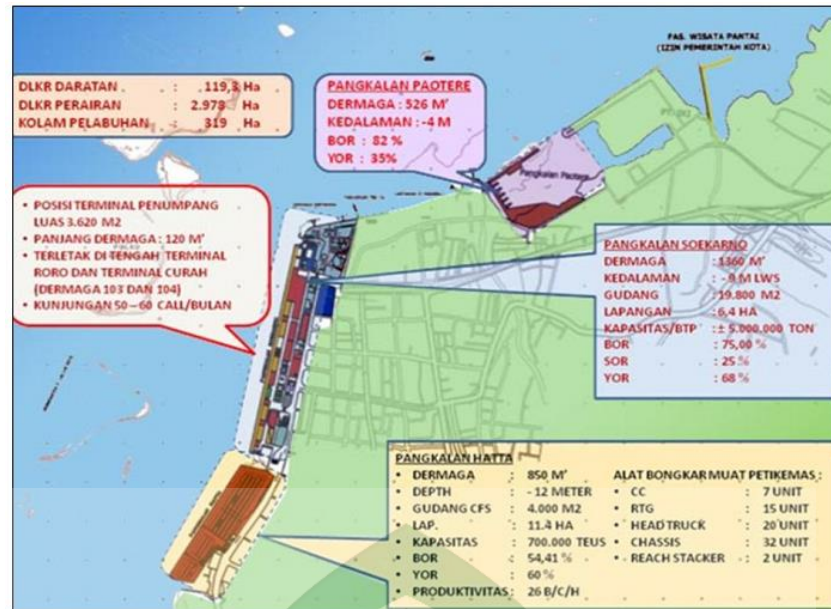 FAS. WISATA PANTAI
(IZIN PEMERINTAH KOTA)
DLKR DARATAN : 119,3 Ha
DLKR PERAIRAN : 2.978 Ha
KOLAM PELABUHAN : 319 Ha
PANGKALAN PAOTERE
DERMAGA : 526 M'
KEDALAMAN : -4 M
BOR : 82 %
YOR : 35%
Pangkalan Paotere
• POSISI TERMINAL PENUMPANG
LUAS 3.620 M2
• PANJANG DERMAGA : 120 M'
• TERLETAK DI TENGAH TERMINAL
RORO DAN TERMINAL CURAH
(DERMAGA 103 DAN 104)
• KUNJUNGAN 50 – 60 CALL/BULAN
PANGKALAN SOEKARNO
DERMAGA : 1360 M'
KEDALAMAN : - 9 M LWS
GUDANG : 19.800 M2
LAPANGAN : 6,4 HA
KAPASITAS/BTP : ± 5.000.000 TON
BOR : 75,00 %
SOR : 25 %
YOR : 68 %
PANGKALAN HATTA
• DERMAGA : 850 M'
• DEPTH : - 12 METER
• GUDANG CFS : 4.000 M2
• LAP. : 11.4 HA
• KAPASITAS : 700.000 TEUS
• BOR : 54,41 %
• YOR : 60 %
• PRODUKTIVITAS : 26 B/C/H
ALAT BONGKAR MUAT PETIKEMAS :
• CC : 7 UNIT
• RTG : 15 UNIT
• HEAD TRUCK : 20 UNIT
• CHASSIS : 32 UNIT
• REACH STACKER : 2 UNIT